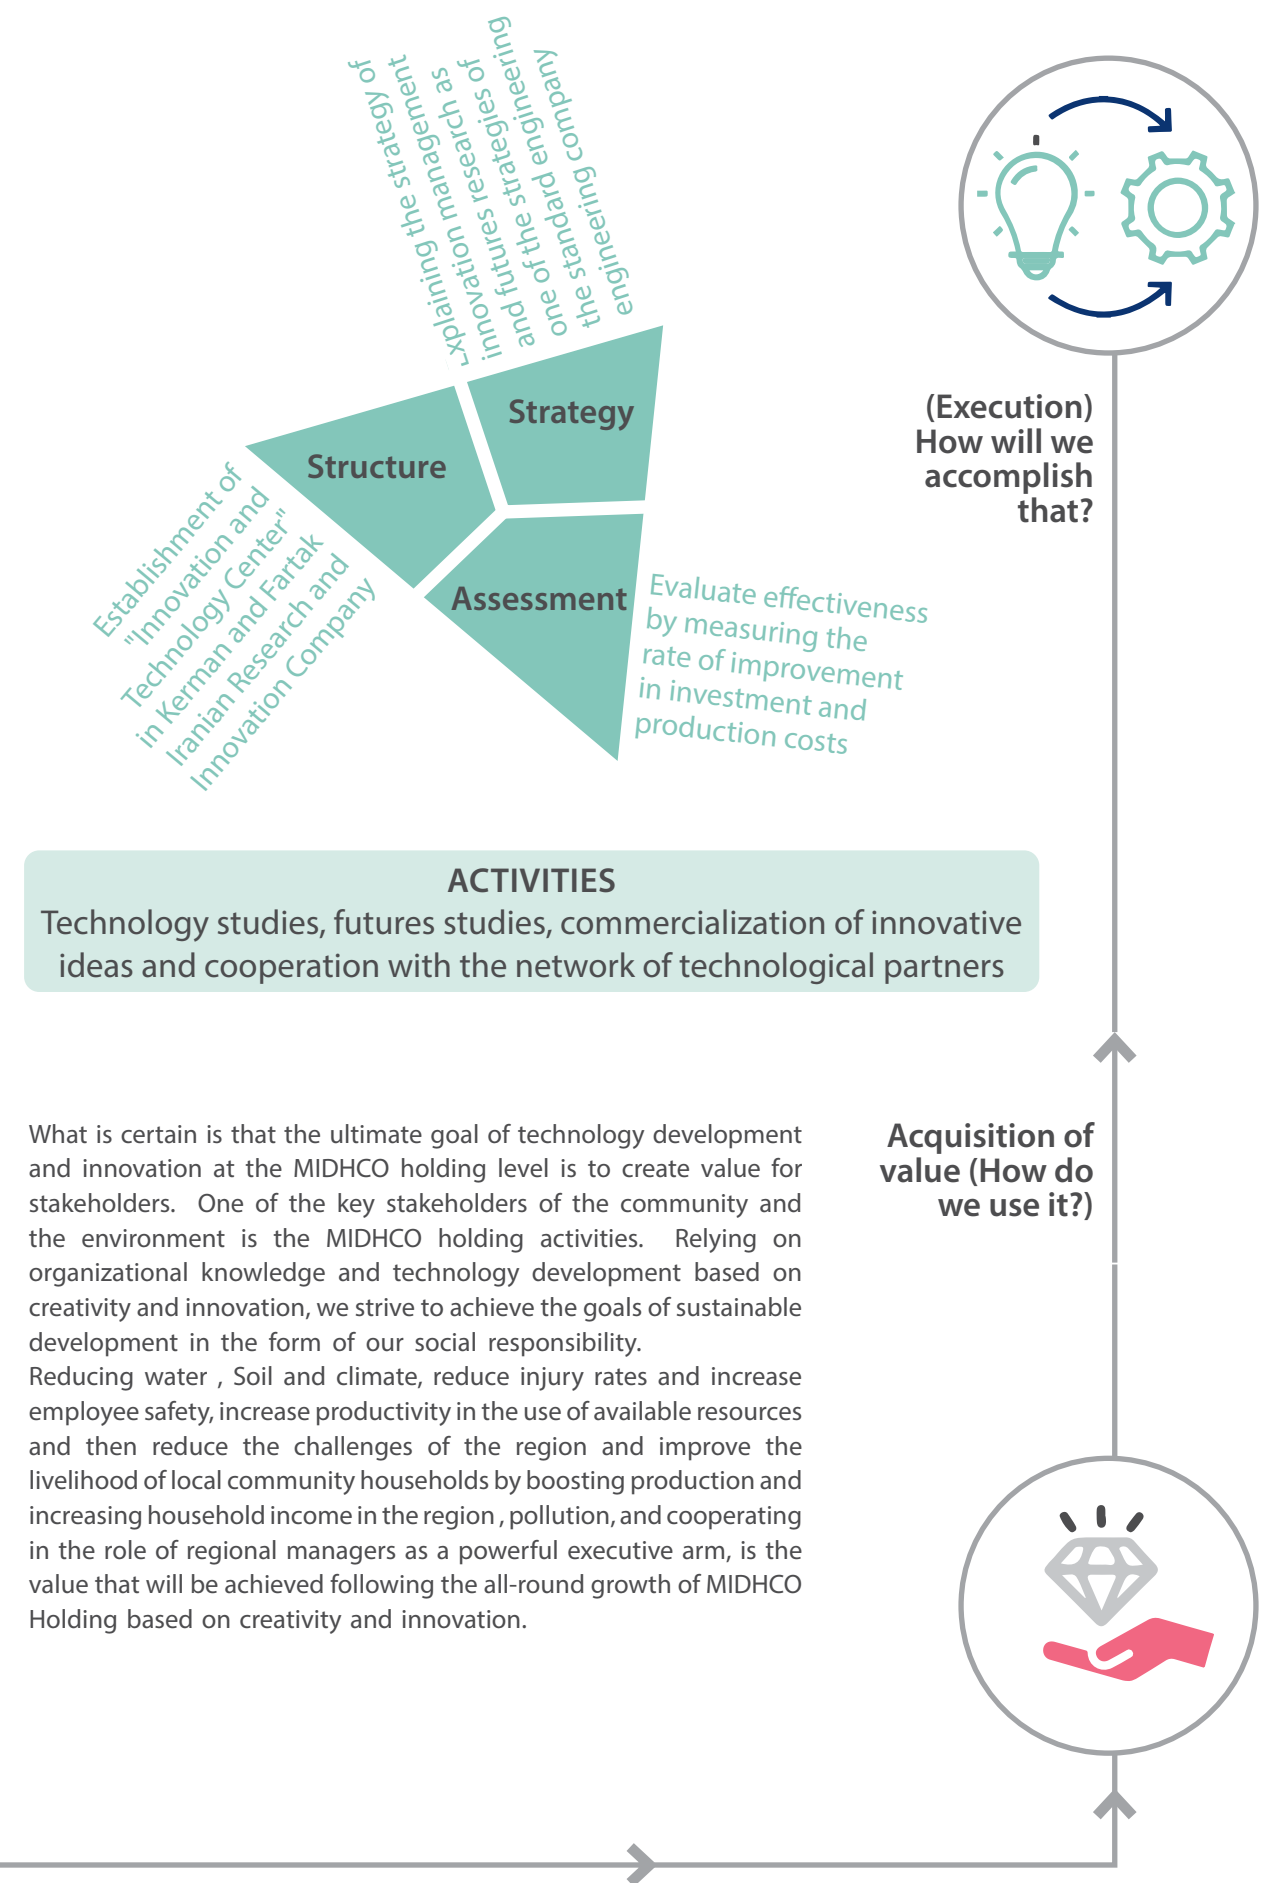 Explaining the strategy of
innovation management
and futures research as
one of the strategies of
the standard engineering
engineering company
Strategy
Structure
Assessment
Establishment of
"Innovation and
Technology Center"
in Kerman and Fartak
Iranian Research and
Innovation Company
Evaluate effectiveness
by measuring the
rate of improvement
in investment and
production costs
(Execution)
How will we
accomplish
that?
ACTIVITIES
Technology studies, futures studies, commercialization of innovative
ideas and cooperation with the network of technological partners
What is certain is that the ultimate goal of technology development
and innovation at the MIDHCO holding level is to create value for
stakeholders. One of the key stakeholders of the community and
the environment is the MIDHCO holding activities. Relying on
organizational knowledge and technology development based on
creativity and innovation, we strive to achieve the goals of sustainable
development in the form of our social responsibility.
Reducing water , Soil and climate, reduce injury rates and increase
employee safety, increase productivity in the use of available resources
and then reduce the challenges of the region and improve the
livelihood of local community households by boosting production and
increasing household income in the region , pollution, and cooperating
in the role of regional managers as a powerful executive arm, is the
value that will be achieved following the all-round growth of MIDHCO
Holding based on creativity and innovation.
Acquisition of
value (How do
we use it?)